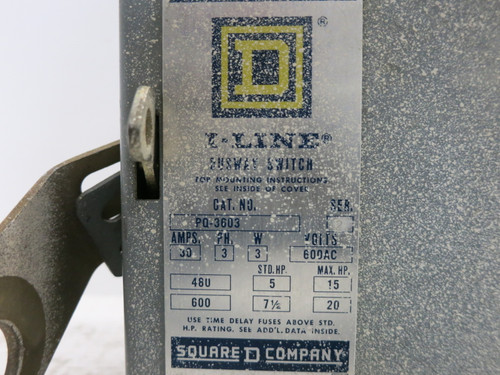 D
®
I-LINE®
BUSWAY SWITCH
FOR MOUNTING INSTRUCTIONS,
SEE INSIDE OF COVER
CAT. NO. SER.
PQ-3603
AMPS. PH. W VOLTS
30 3 3 600AC
STD. HP. MAX. HP.
480 5 15
600 7½ 20
USE TIME DELAY FUSES ABOVE STD.
H.P. RATING. SEE ADD'L. DATA INSIDE.
SQUARE D COMPANY